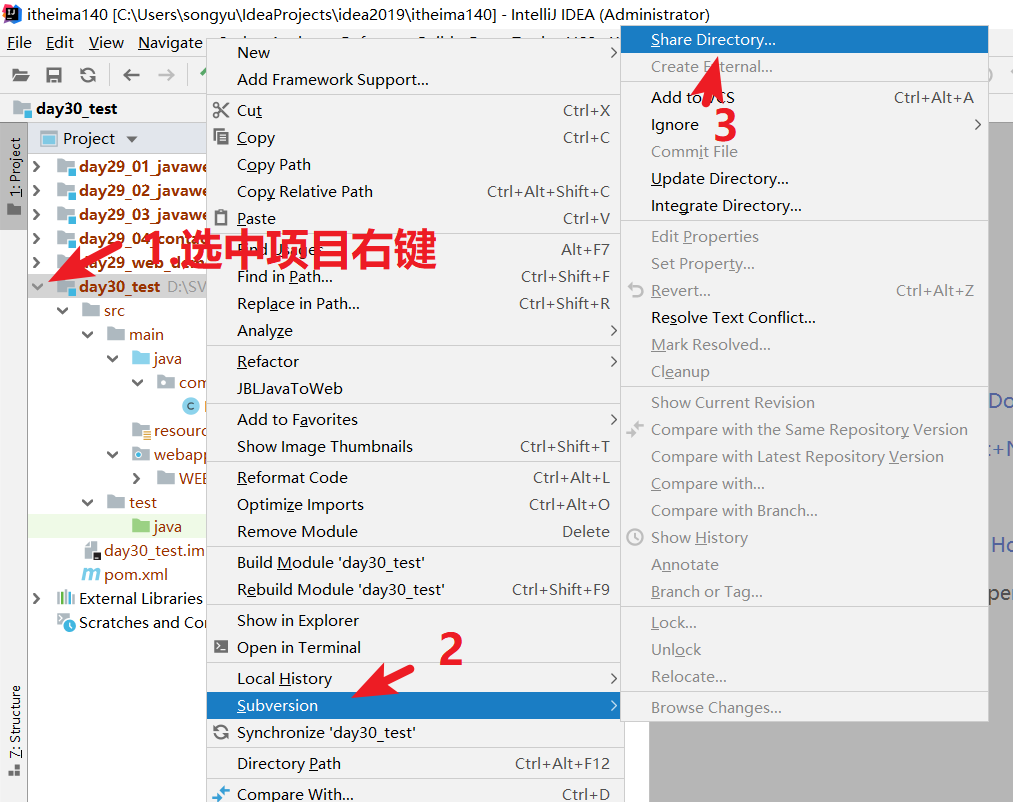 itheima140 [C:\Users\songyu\IdeaProjects\idea2019\itheima140] - IntelliJ IDEA (Administrator)
File Edit View Navigate
day30_test
Project
1: Project
day29_01_javawe
day29_02_javawe
day29_03_javawe
day29_04_conta
day29_web_
day30_test D:\SV
src
main
java
com
resourc
webapp
WEB
test
java
day30_test.im
pom.xml
External Libraries
Scratches and Con
Z: Structure
New
Add Framework Support...
Cut Ctrl+X
Copy Ctrl+C
Copy Path
Copy Relative Path Ctrl+Alt+Shift+C
Paste Ctrl+V
Find Usages Alt+F7
Find in Path... Ctrl+Shift+F
Replace in Path... Ctrl+Shift+R
Analyze
Refactor
JBLJavaToWeb
Add to Favorites
Show Image Thumbnails Ctrl+Shift+T
Reformat Code Ctrl+Alt+L
Optimize Imports Ctrl+Alt+O
Remove Module Delete
Build Module 'day30_test'
Rebuild Module 'day30_test' Ctrl+Shift+F9
Show in Explorer
Open in Terminal
Local History
Subversion
Synchronize 'day30_test'
Directory Path Ctrl+Alt+F12
Compare With... Ctrl+D
Share Directory...
Create External...
Add to VCS Ctrl+Alt+A
Ignore
Commit File
Update Directory...
Integrate Directory...
Edit Properties
Set Property...
Revert... Ctrl+Alt+Z
Resolve Text Conflict...
Mark Resolved...
Cleanup
Show Current Revision
Compare with the Same Repository Version
Compare with Latest Repository Version
Compare with...
Compare with Branch...
Show History
Annotate
Branch or Tag...
Lock...
Unlock
Relocate...
Browse Changes...
1.选中项目右键
2
3